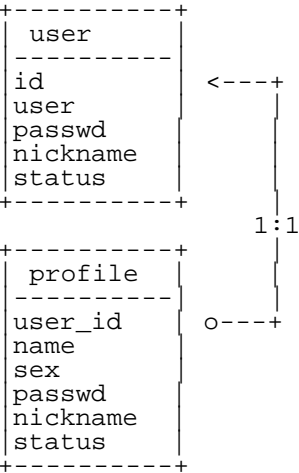 +----------+
|  user    |
|----------|
|id        |  <---+
|user      |      |
|passwd    |      |
|nickname  |      |
|status    |      |
+----------+      |
                 1:1
+----------+      |
|  profile |      |
|----------|      |
|user_id   |  o---+
|name      |
|sex       |
|passwd    |
|nickname  |
|status    |
+----------+